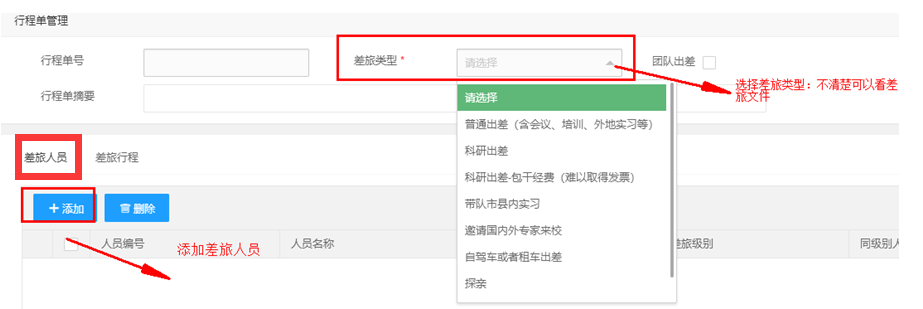 行程单管理
行程单号
差旅类型 *
请选择
团队出差
选择差旅类型：不清楚可以看差
旅文件
行程单摘要
请选择
普通出差（含会议、培训、外地实习等）
科研出差
科研出差-包干经费（难以取得发票）
带队市县内实习
邀请国内外专家来校
自驾车或者租车出差
探亲
差旅人员
差旅行程
添加
删除
人员编号
添加差旅人员
人员名称
差旅级别
同级别人